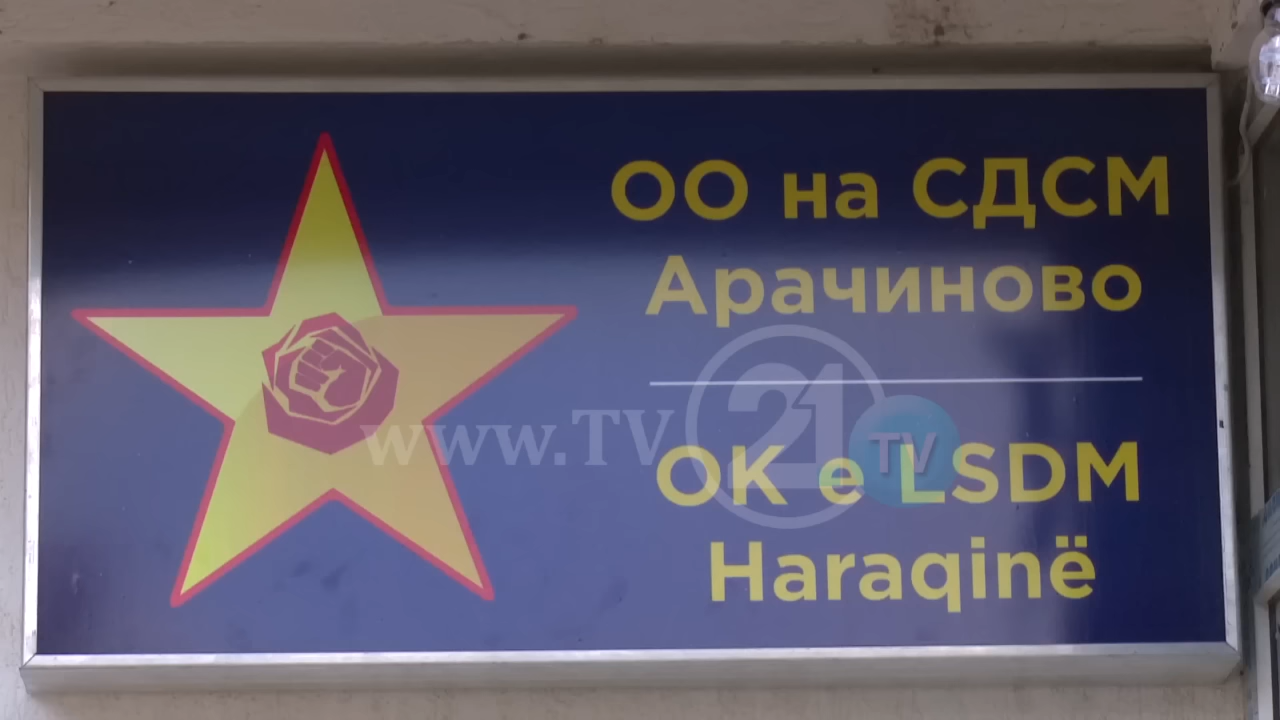 ОО на СДСМ
Арачиново
www.TV21
TV
OK e LSDM
Haraqinë